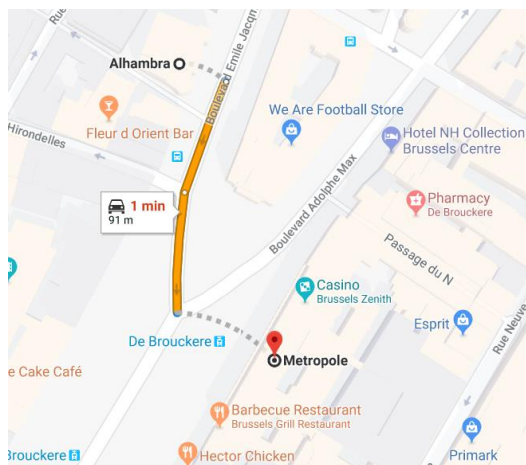 Rue
Alhambra
Boulevard Emile Jacqm
Fleur d Orient Bar
Hirondelles
We Are Football Store
Hotel NH Collection
Brussels Centre
Boulevard Adolphe Max
1 min
91 m
Pharmacy
De Brouckere
Passage du N
Casino
Brussels Zenith
Esprit
Rue Neuve
De Brouckere
Metropole
e Cake Café
Barbecue Restaurant
Brussels Grill Restaurant
Brouckere
Hector Chicken
Primark